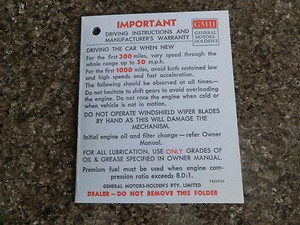 IMPORTANT
DRIVING INSTRUCTIONS AND
MANUFACTURER'S WARRANTY
GMH
GENERAL
MOTORS-
HOLDEN'S
DRIVING THE CAR WHEN NEW
For the first 300 miles, vary speed through the
whole range up to 50 m.p.h.
For the first 1000 miles, avoid both sustained low
and high speeds and fast acceleration.
The following should be observed at all times—
Do not hesitate to shift gears to avoid overloading
the engine. Do not race the engine when cold or
when vehicle is not in motion.
DO NOT OPERATE WINDSHIELD WIPER BLADES
BY HAND AS THIS WILL DAMAGE THE
MECHANISM.
Initial engine oil and filter change — refer Owner
Manual.
FOR ALL LUBRICATION, USE ONLY GRADES OF
OIL & GREASE SPECIFIED IN OWNER MANUAL.
Premium fuel must be used when engine com-
pression ratio exceeds 8.0:1.
GENERAL MOTORS-HOLDEN'S PTY. LIMITED
DEALER — DO NOT REMOVE THIS FOLDER